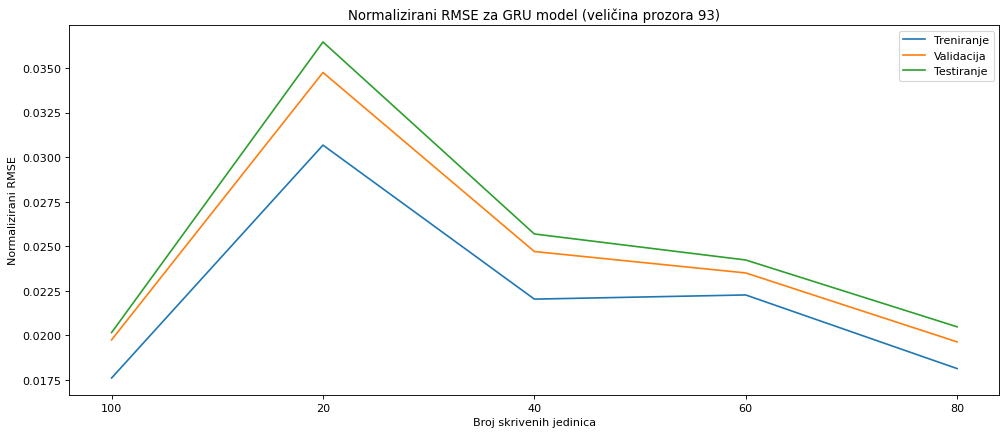 Normalizirani RMSE za GRU model (veličina prozora 93)
Treniranje
Validacija
Testiranje
Normalizirani RMSE
0.0350
0.0325
0.0300
0.0275
0.0250
0.0225
0.0200
0.0175
100 20 40 60 80
Broj skrivenih jedinica